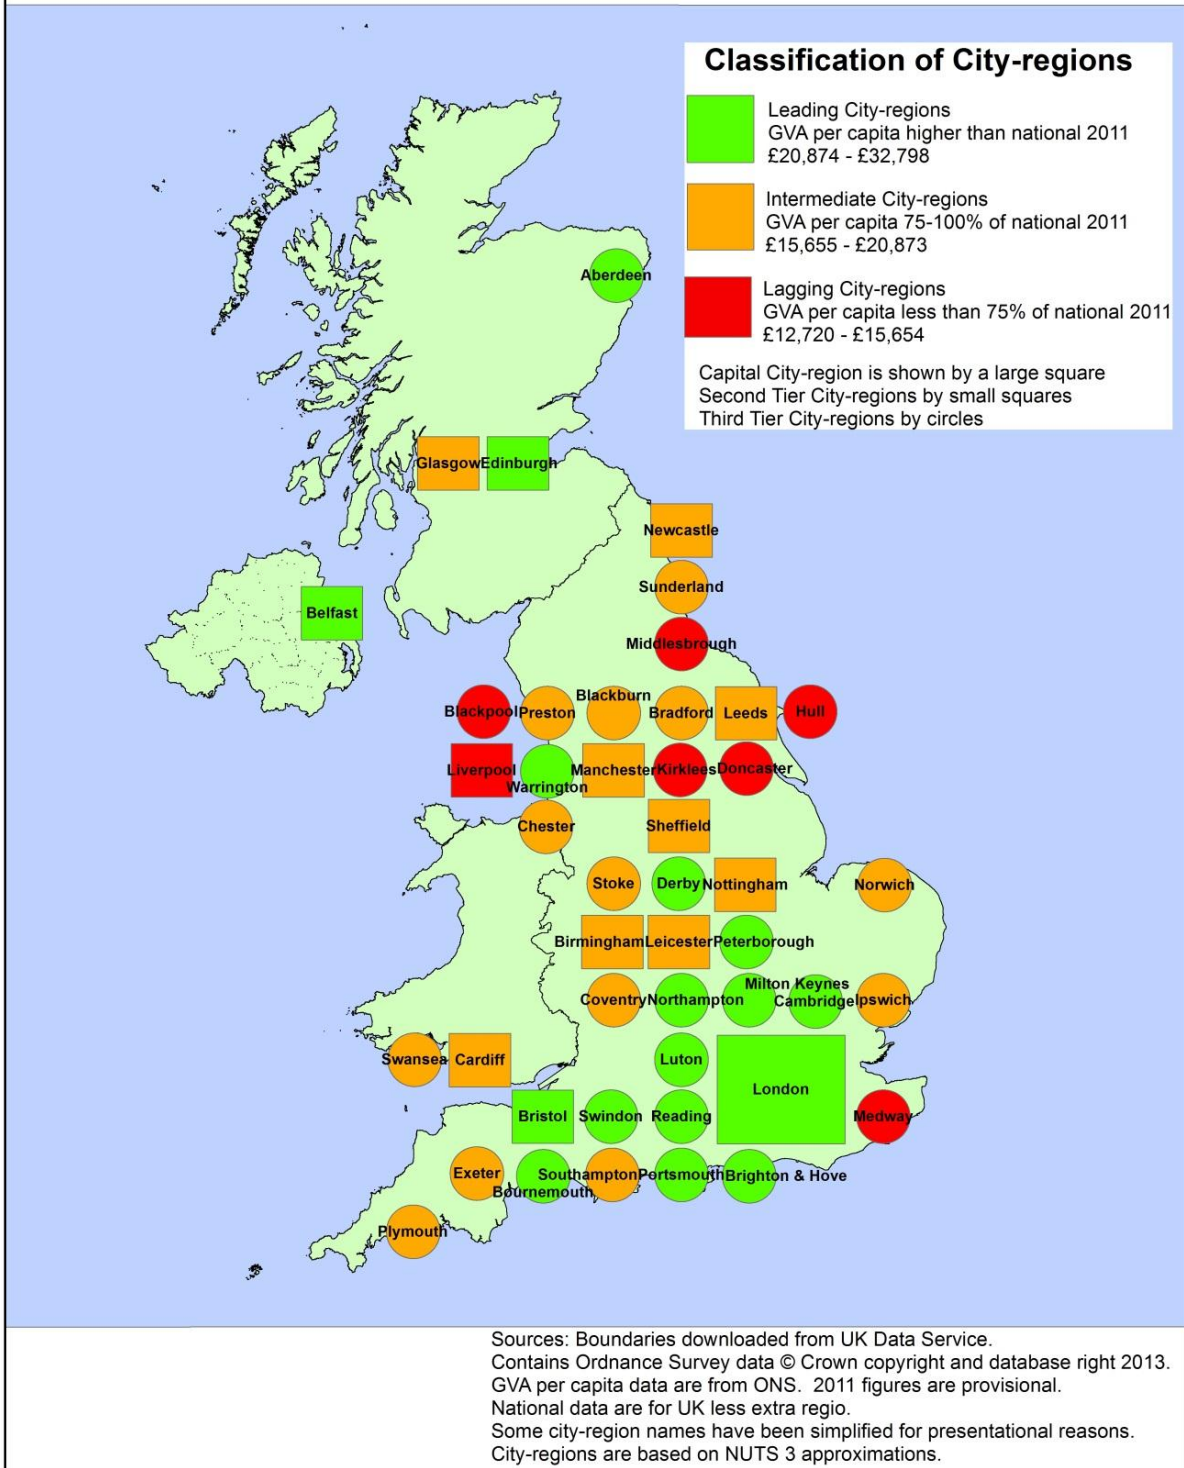 Classification of City-regions
Leading City-regions
GVA per capita higher than national 2011
£20,874 - £32,798
Intermediate City-regions
GVA per capita 75-100% of national 2011
£15,655 - £20,873
Lagging City-regions
GVA per capita less than 75% of national 2011
£12,720 - £15,654
Capital City-region is shown by a large square
Second Tier City-regions by small squares
Third Tier City-regions by circles
Aberdeen
Glasgow
Edinburgh
Newcastle
Sunderland
Belfast
Middlesbrough
Blackpool
Preston
Blackburn
Bradford
Leeds
Hull
Liverpool
Warrington
Manchester
Kirklees
Doncaster
Chester
Sheffield
Stoke
Derby
Nottingham
Norwich
Birmingham
Leicester
Peterborough
Coventry
Northampton
Milton Keynes
Cambridge
Ipswich
Swansea
Cardiff
Luton
London
Bristol
Swindon
Reading
Medway
Exeter
Bournemouth
Southampton
Portsmouth
Brighton & Hove
Plymouth
Sources: Boundaries downloaded from UK Data Service.
Contains Ordnance Survey data © Crown copyright and database right 2013.
GVA per capita data are from ONS.  2011 figures are provisional.
National data are for UK less extra regio.
Some city-region names have been simplified for presentational reasons.
City-regions are based on NUTS 3 approximations.